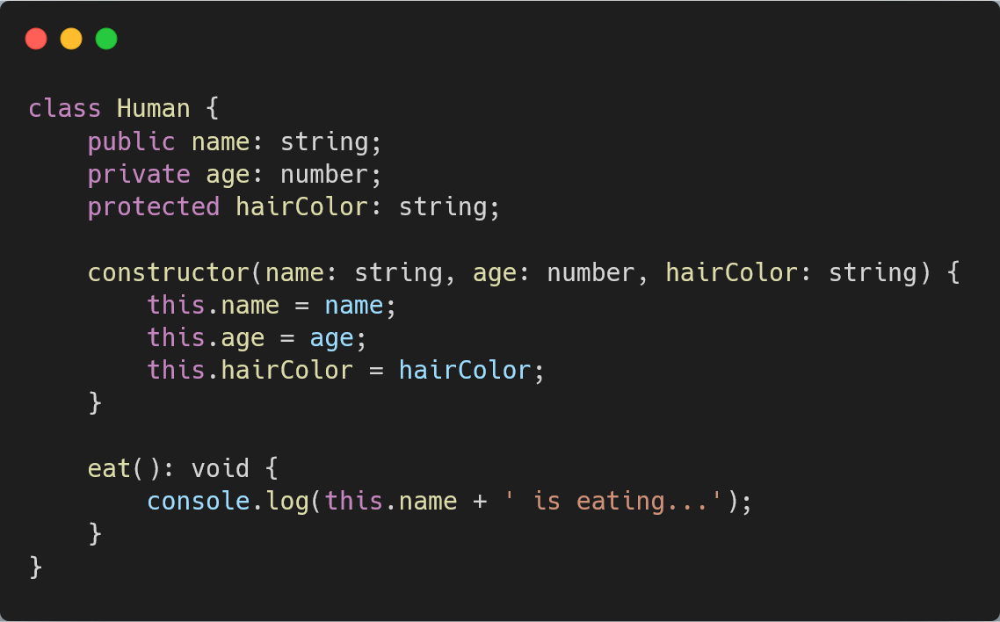 class Human {
    public name: string;
    private age: number;
    protected hairColor: string;

    constructor(name: string, age: number, hairColor: string) {
        this.name = name;
        this.age = age;
        this.hairColor = hairColor;
    }

    eat(): void {
        console.log(this.name + ' is eating...');
    }
}